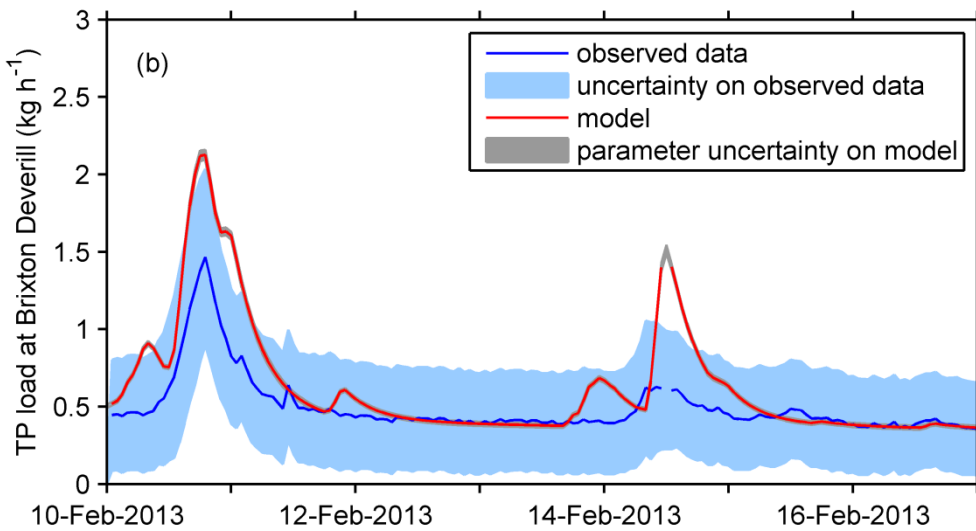 TP load at Brixton Deverill (kg h⁻¹)
3
2.5
2
1.5
1
0.5
0
(b)
observed data
uncertainty on observed data
model
parameter uncertainty on model
10-Feb-2013 12-Feb-2013 14-Feb-2013 16-Feb-2013